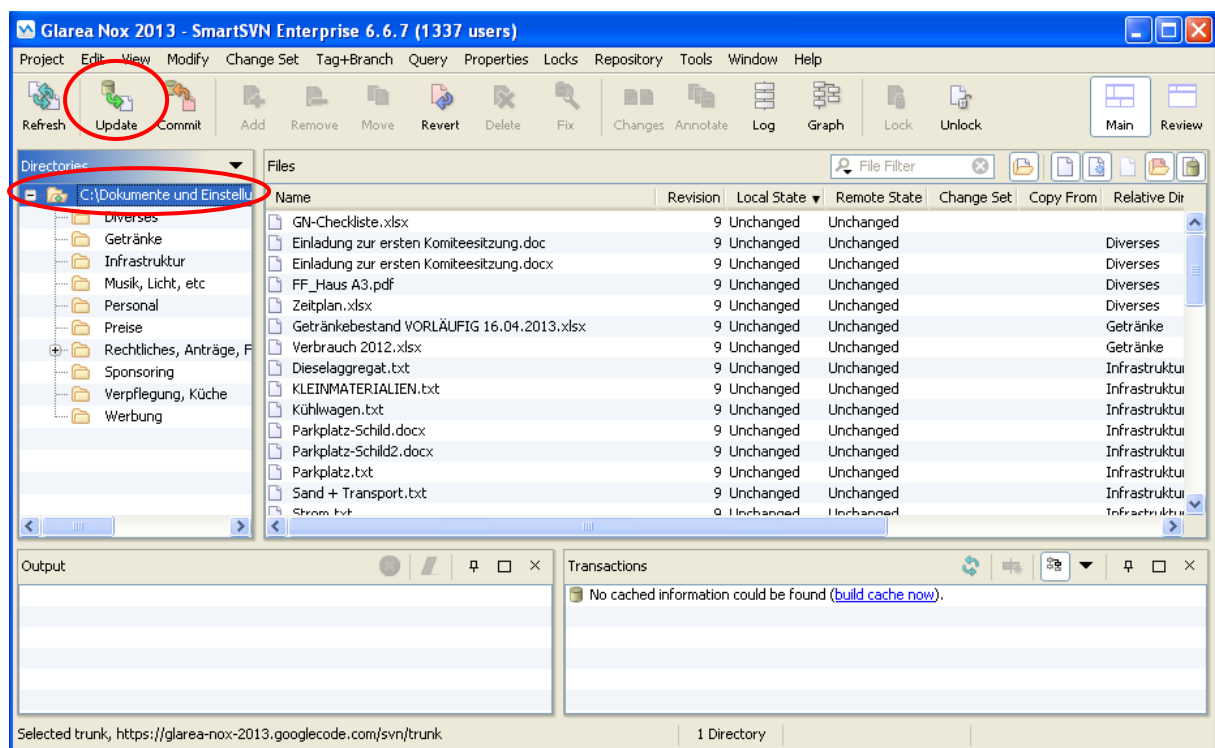 Glarea Nox 2013 - SmartSVN Enterprise 6.6.7 (1337 users)
Project Edit View Modify Change Set Tag+Branch Query Properties Locks Repository Tools Window Help
Refresh Update Commit Add Remove Move Revert Delete Fix Changes Annotate Log Graph Lock Unlock Main Review
Directories
C:\Dokumente und Einstellu
Diverses
Getränke
Infrastruktur
Musik, Licht, etc
Personal
Preise
Rechtliches, Anträge, F
Sponsoring
Verpflegung, Küche
Werbung
Files
File Filter
Name Revision Local State Remote State Change Set Copy From Relative Dir
GN-Checkliste.xlsx 9 Unchanged Unchanged
Einladung zur ersten Komiteesitzung.doc 9 Unchanged Unchanged Diverses
Einladung zur ersten Komiteesitzung.docx 9 Unchanged Unchanged Diverses
FF_Haus A3.pdf 9 Unchanged Unchanged Diverses
Zeitplan.xlsx 9 Unchanged Unchanged Diverses
Getränkebestand VORLÄUFIG 16.04.2013.xlsx 9 Unchanged Unchanged Getränke
Verbrauch 2012.xlsx 9 Unchanged Unchanged Getränke
Dieselaggregat.txt 9 Unchanged Unchanged Infrastruktur
KLEINMATERIALIEN.txt 9 Unchanged Unchanged Infrastruktur
Kühlwagen.txt 9 Unchanged Unchanged Infrastruktur
Parkplatz-Schild.docx 9 Unchanged Unchanged Infrastruktur
Parkplatz-Schild2.docx 9 Unchanged Unchanged Infrastruktur
Parkplatz.txt 9 Unchanged Unchanged Infrastruktur
Sand + Transport.txt 9 Unchanged Unchanged Infrastruktur
Strom.txt 9 Unchanged Unchanged Infrastruktur
Output
Transactions
No cached information could be found (build cache now).
Selected trunk, https://glarea-nox-2013.googlecode.com/svn/trunk 1 Directory